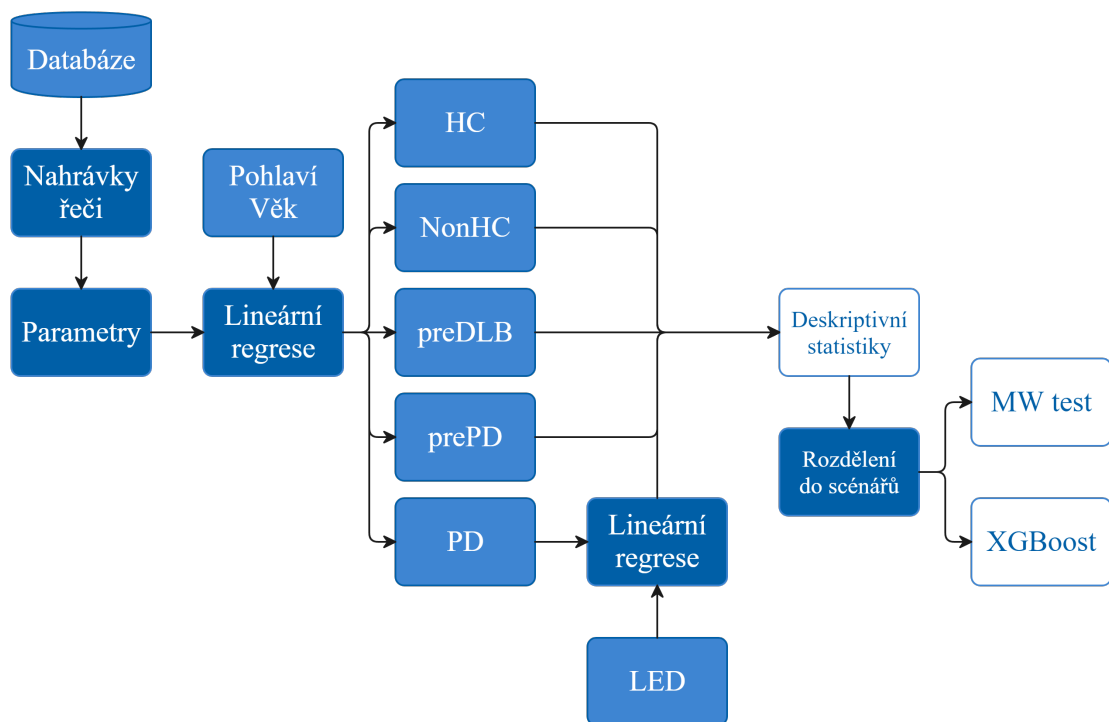 Databáze
Nahrávky
řeči
Parametry
Pohlaví
Věk
Lineární
regrese
HC
NonHC
preDLB
prePD
PD
Lineární
regrese
LED
Deskriptivní
statistiky
Rozdělení
do scénářů
MW test
XGBoost